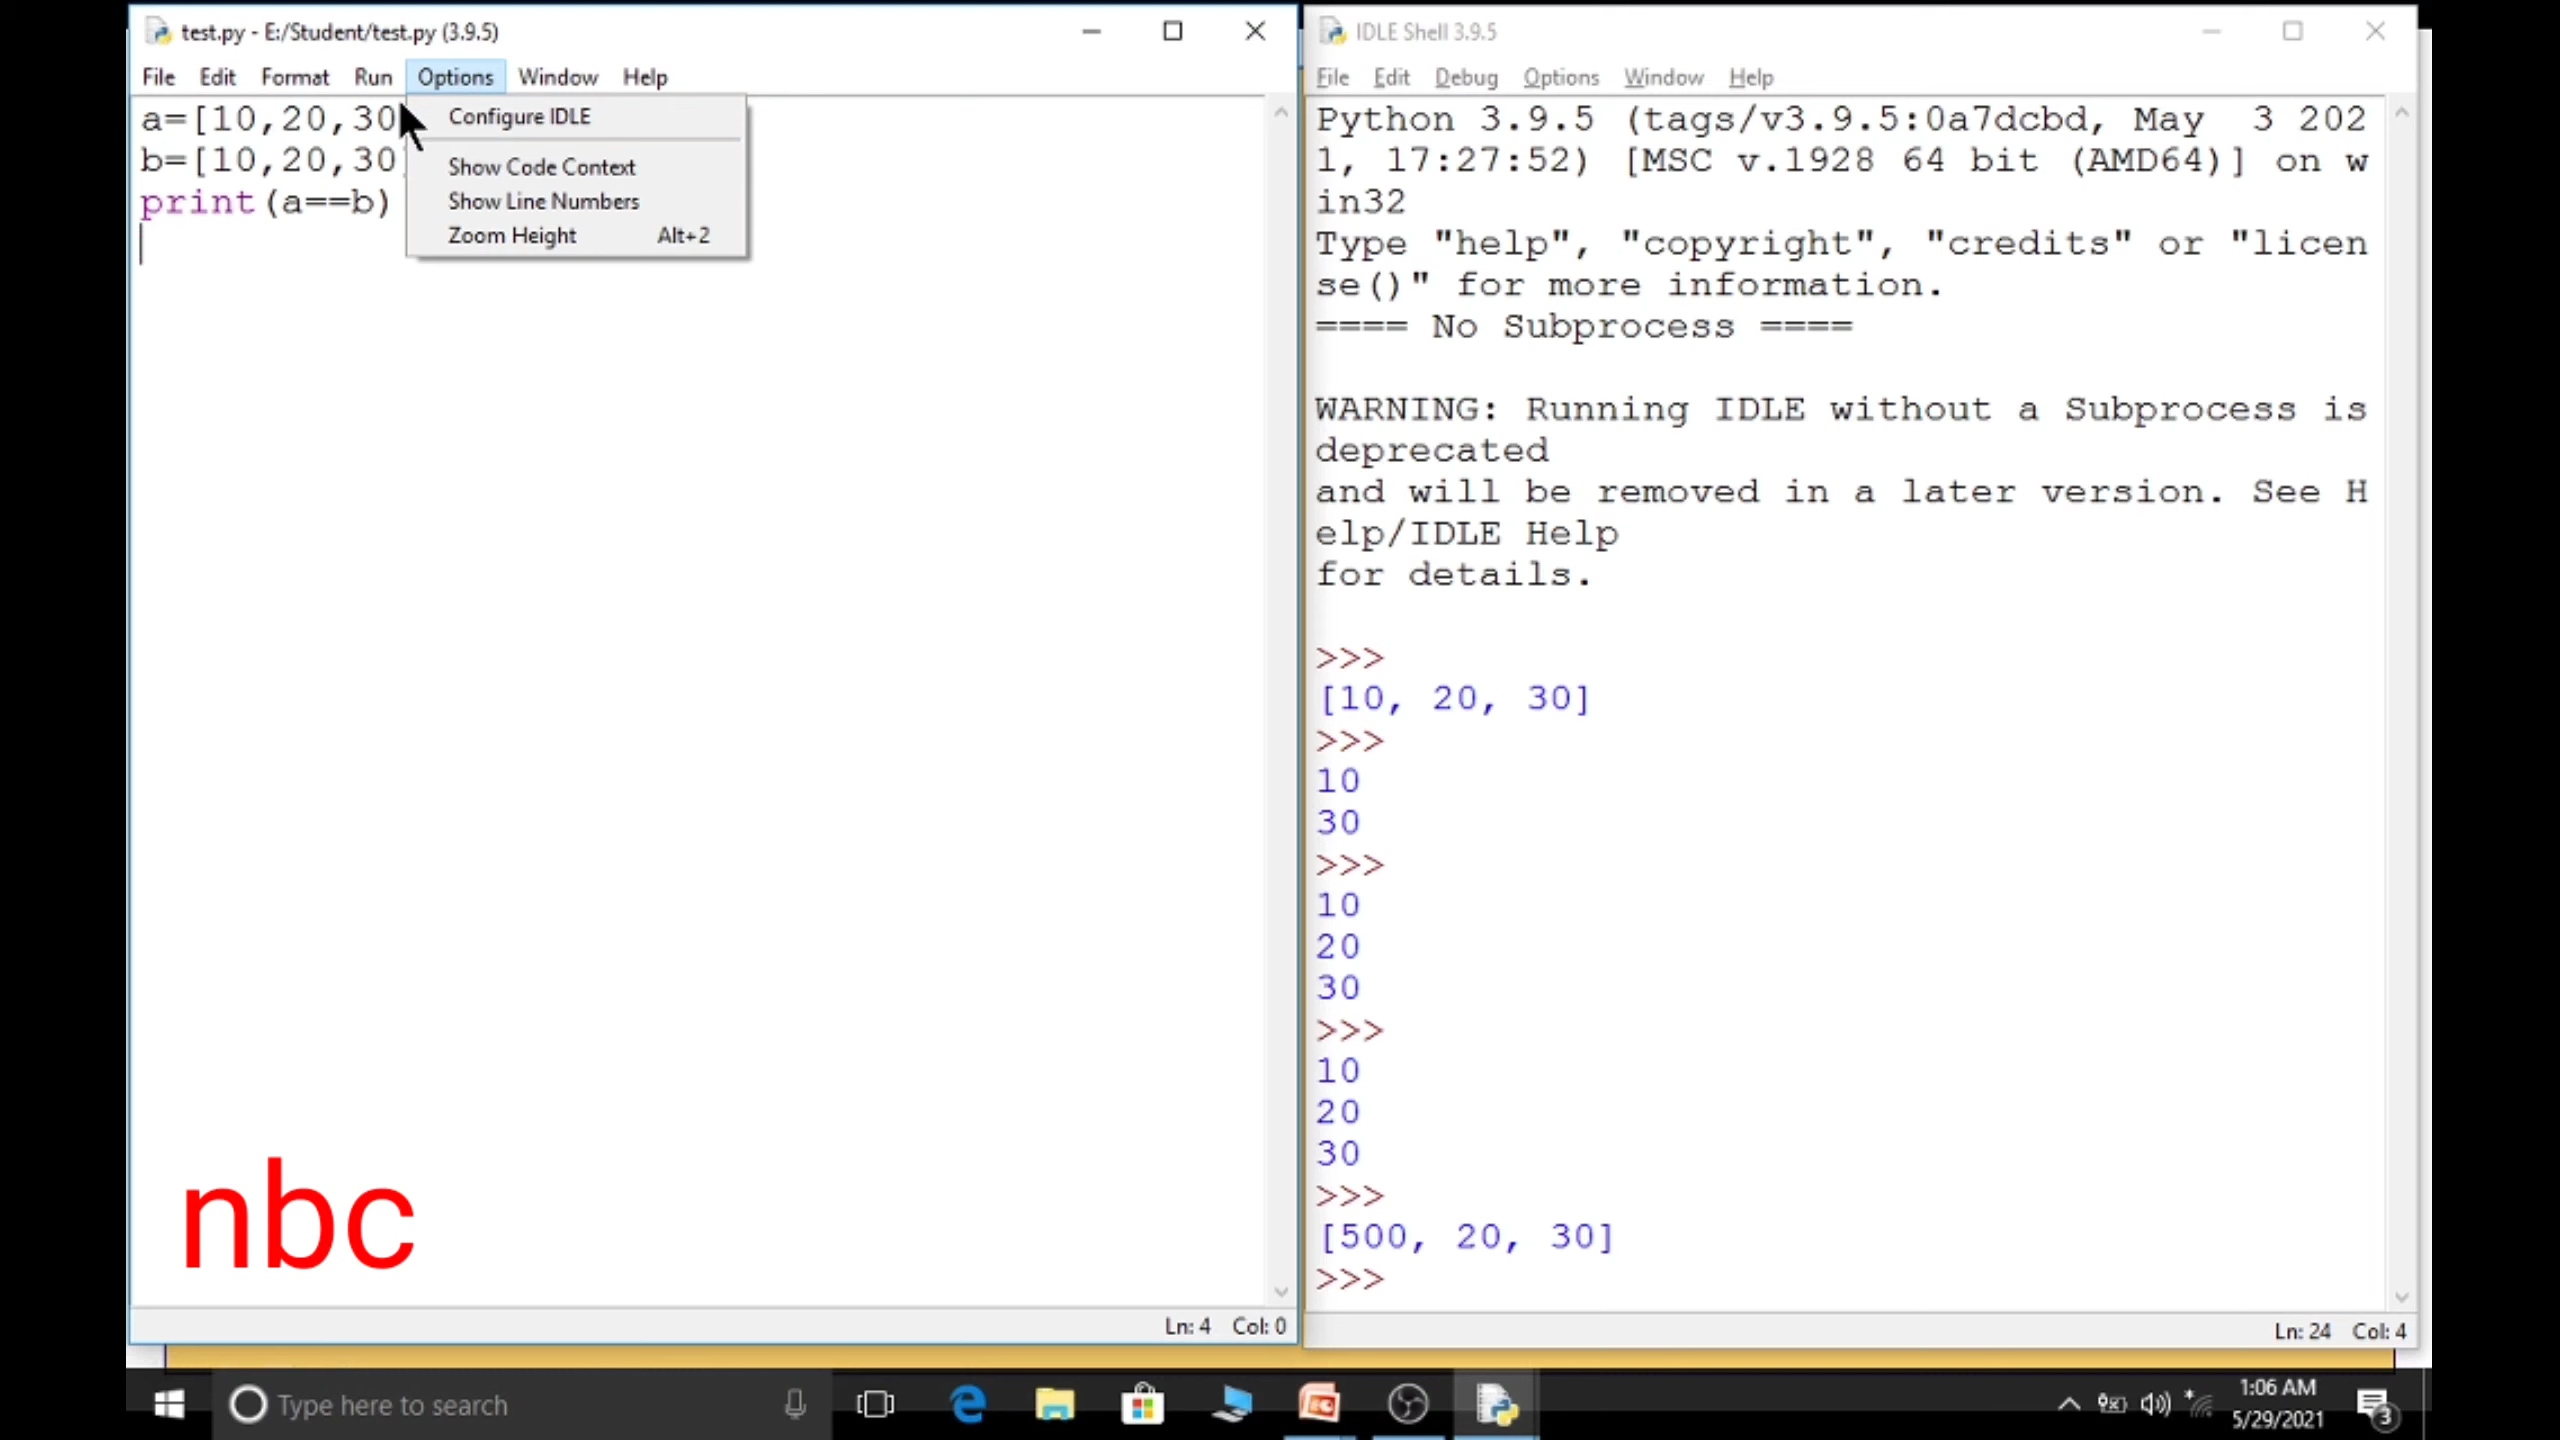 test.py - E:/Student/test.py (3.9.5)
File Edit Format Run Options Window Help
a=[10,20,30
b=[10,20,30]
print(a==b)
Configure IDLE
Show Code Context
Show Line Numbers
Zoom Height Alt+2
nbc
Ln: 4 Col: 0
IDLE Shell 3.9.5
File Edit Debug Options Window Help
Python 3.9.5 (tags/v3.9.5:0a7dcbd, May  3 202
1, 17:27:52) [MSC v.1928 64 bit (AMD64)] on w
in32
Type "help", "copyright", "credits" or "licen
se()" for more information.
==== No Subprocess ====
WARNING: Running IDLE without a Subprocess is
deprecated
and will be removed in a later version. See H
elp/IDLE Help
for details.
>>>
[10, 20, 30]
>>>
10
30
>>>
10
20
30
>>>
10
20
30
>>>
[500, 20, 30]
>>>
Ln: 24 Col: 4
Type here to search
1:06 AM
5/29/2021
3